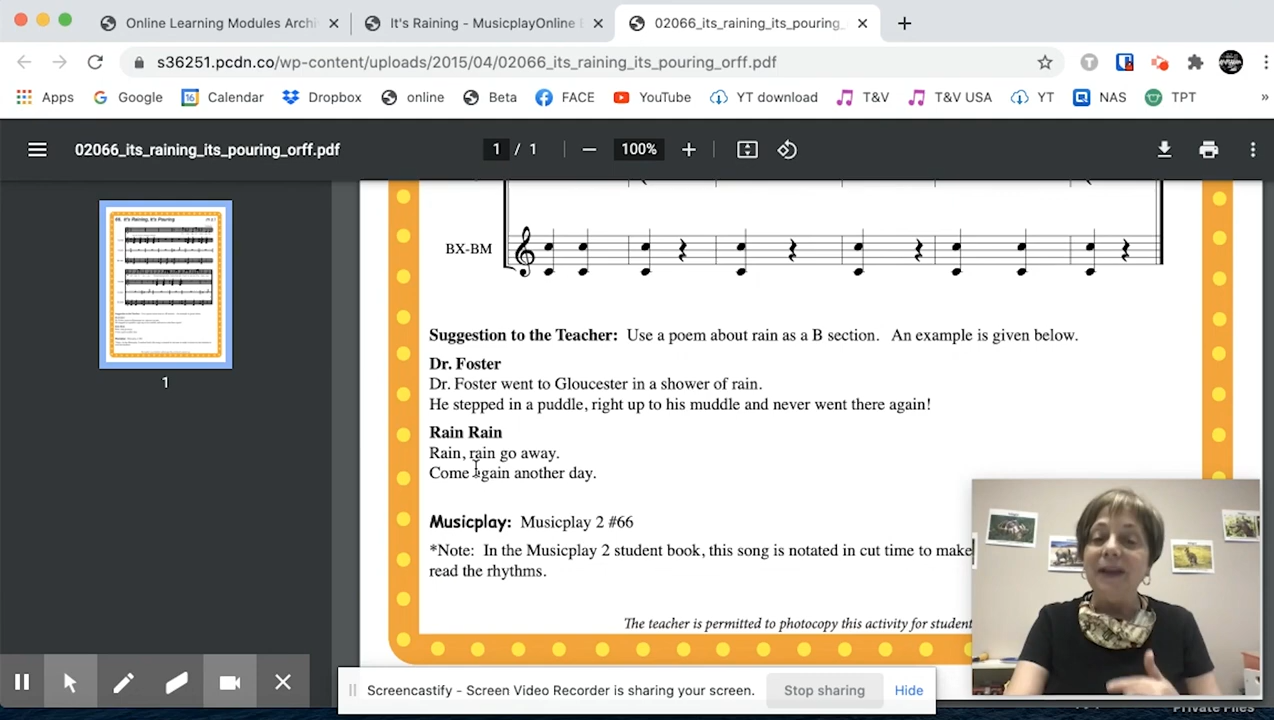 Online Learning Modules Archi
It's Raining - MusicplayOnline
02066_its_raining_its_pouring_
s36251.pcdn.co/wp-content/uploads/2015/04/02066_its_raining_its_pouring_orff.pdf
T
Apps
Google
16
Calendar
Dropbox
online
Beta
FACE
YouTube
YT download
T&V
T&V USA
YT
NAS
TPT
»
02066_its_raining_its_pouring_orff.pdf
1 / 1
100%
BX-BM
1
Suggestion to the Teacher: Use a poem about rain as a B section. An example is given below.
Dr. Foster
Dr. Foster went to Gloucester in a shower of rain.
He stepped in a puddle, right up to his muddle and never went there again!
Rain Rain
Rain, rain go away.
Come again another day.
Musicplay: Musicplay 2 #66
*Note: In the Musicplay 2 student book, this song is notated in cut time to make
read the rhythms.
The teacher is permitted to photocopy this activity for student
Screencastify - Screen Video Recorder is sharing your screen.
Stop sharing
Hide
Private Files